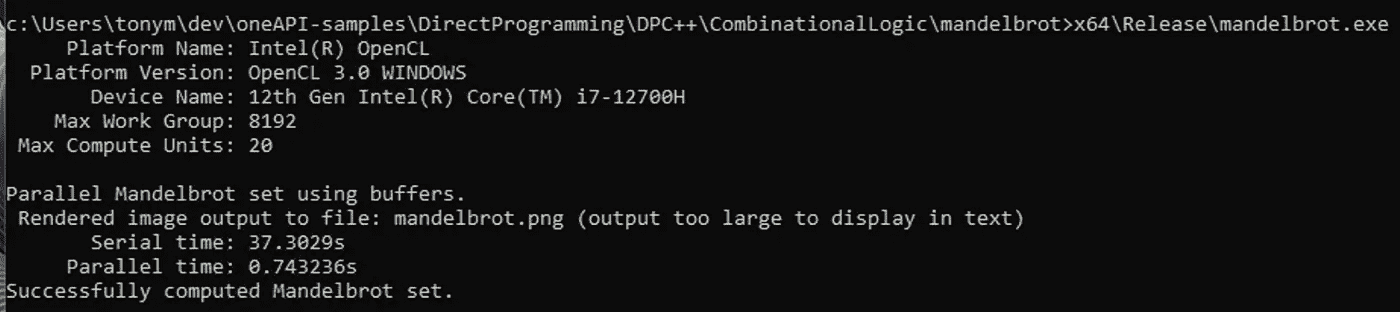 c:\Users\tonym\dev\oneAPI-samples\DirectProgramming\DPC++\CombinationalLogic\mandelbrot>x64\Release\mandelbrot.exe
Platform Name: Intel(R) OpenCL
Platform Version: OpenCL 3.0 WINDOWS
Device Name: 12th Gen Intel(R) Core(TM) i7-12700H
Max Work Group: 8192
Max Compute Units: 20
Parallel Mandelbrot set using buffers.
Rendered image output to file: mandelbrot.png (output too large to display in text)
Serial time: 37.3029s
Parallel time: 0.743236s
Successfully computed Mandelbrot set.